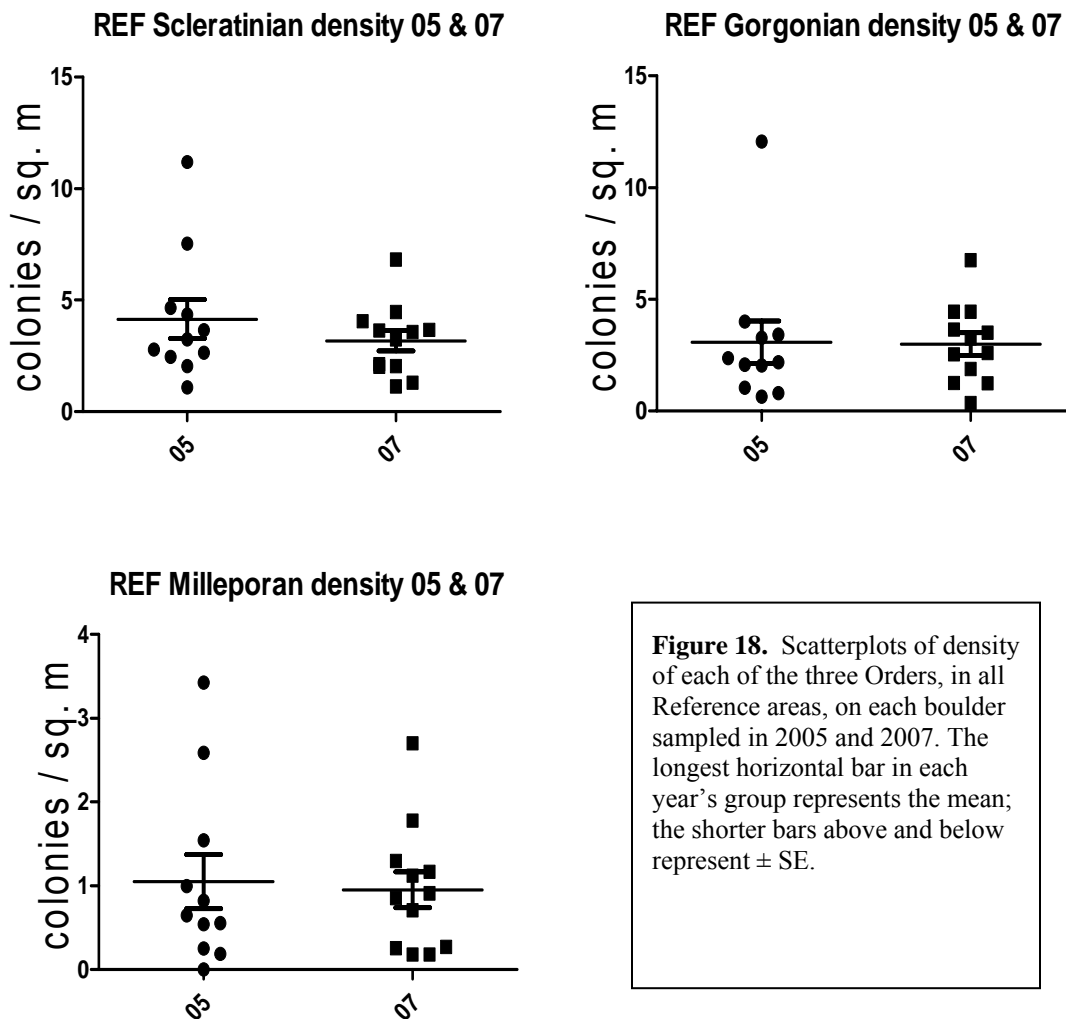 REF Scleratinian density 05 & 07
15
10
5
0
colonies / sq. m
05
07
REF Gorgonian density 05 & 07
15
10
5
0
colonies / sq. m
05
07
REF Milleporan density 05 & 07
4
3
2
1
0
colonies / sq. m
05
07
Figure 18. Scatterplots of density
of each of the three Orders, in all
Reference areas, on each boulder
sampled in 2005 and 2007. The
longest horizontal bar in each
year's group represents the mean;
the shorter bars above and below
represent ± SE.